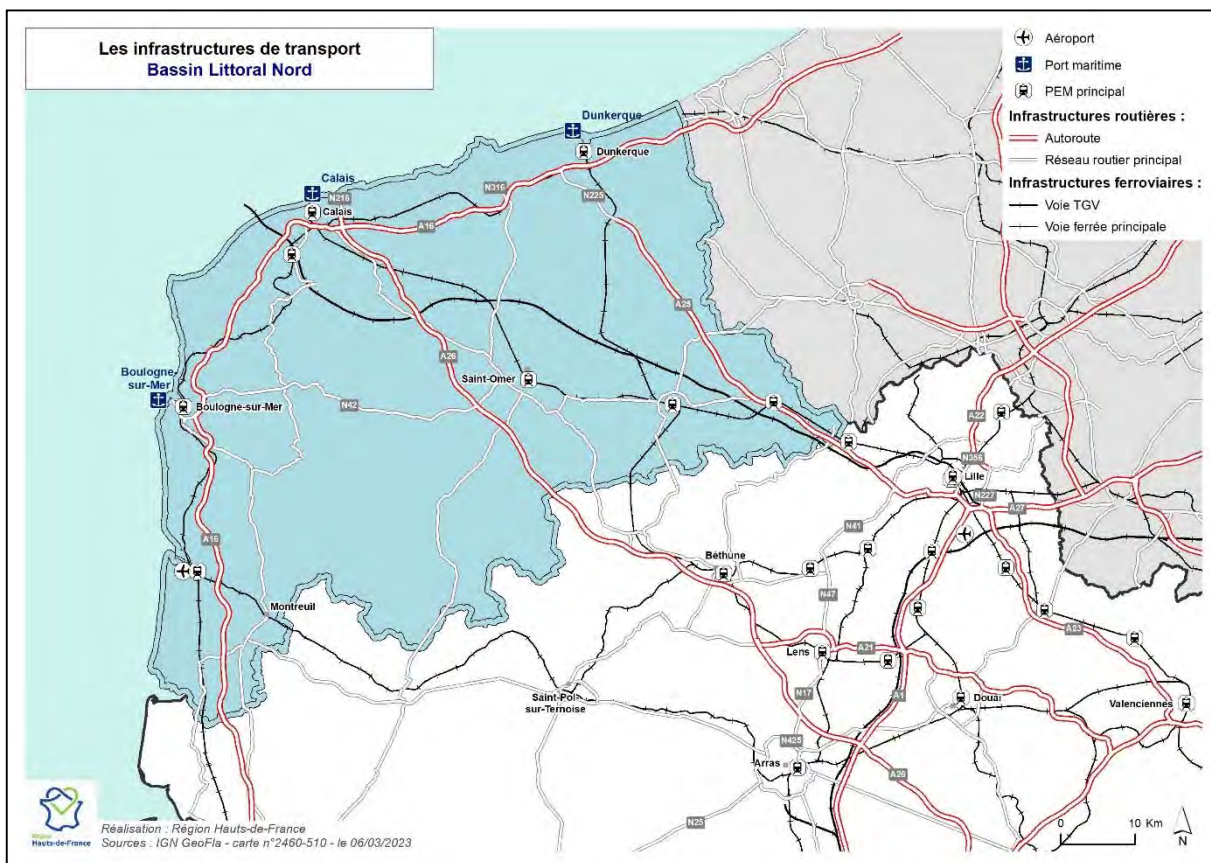 Les infrastructures de transport
Bassin Littoral Nord
Aéroport
Port maritime
PEM principal
Infrastructures routières :
Autoroute
Réseau routier principal
Infrastructures ferroviaires :
Voie TGV
Voie ferrée principale
Dunkerque
Dunkerque
Calais
N216
Calais
N316
N225
A16
A25
A26
Saint-Omer
Boulogne-
sur-Mer
Boulogne-sur-Mer
N42
A22
N356
Lille
N227
A27
N41
A16
Béthune
N47
Montreuil
A23
Lens
A21
Saint-Pol-
sur-Ternoise
N17
A1
Douai
Valenciennes
N425
Arras
A26
N25
0
10 Km
N
Région
Hauts-de-France
Réalisation : Région Hauts-de-France
Sources : IGN GeoFla - carte n°2460-510 - le 06/03/2023